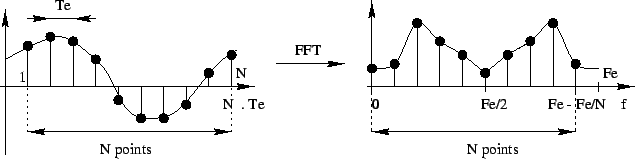 Te
FFT
1
N
Fe
N . Te
0
Fe/2
Fe - Fe/N
f
N points
N points